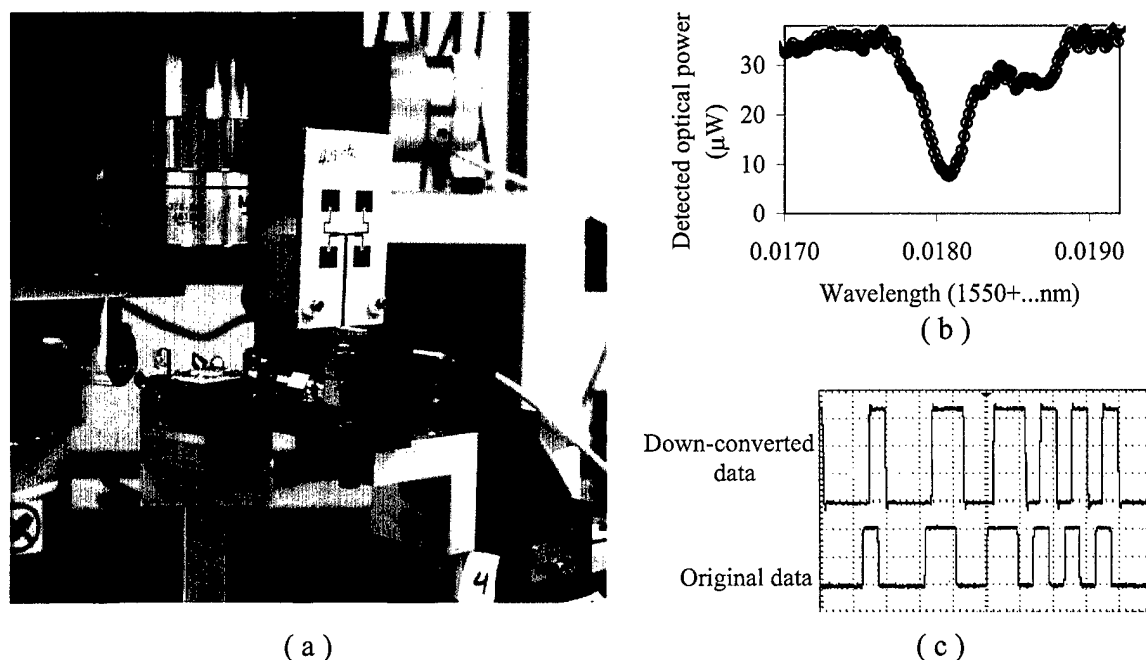 4
( a )
Detected optical power
(μW)
30
20
10
0
0.0170
0.0180
0.0190
Wavelength (1550+...nm)
( b )
Down-converted
data
Original data
( c )